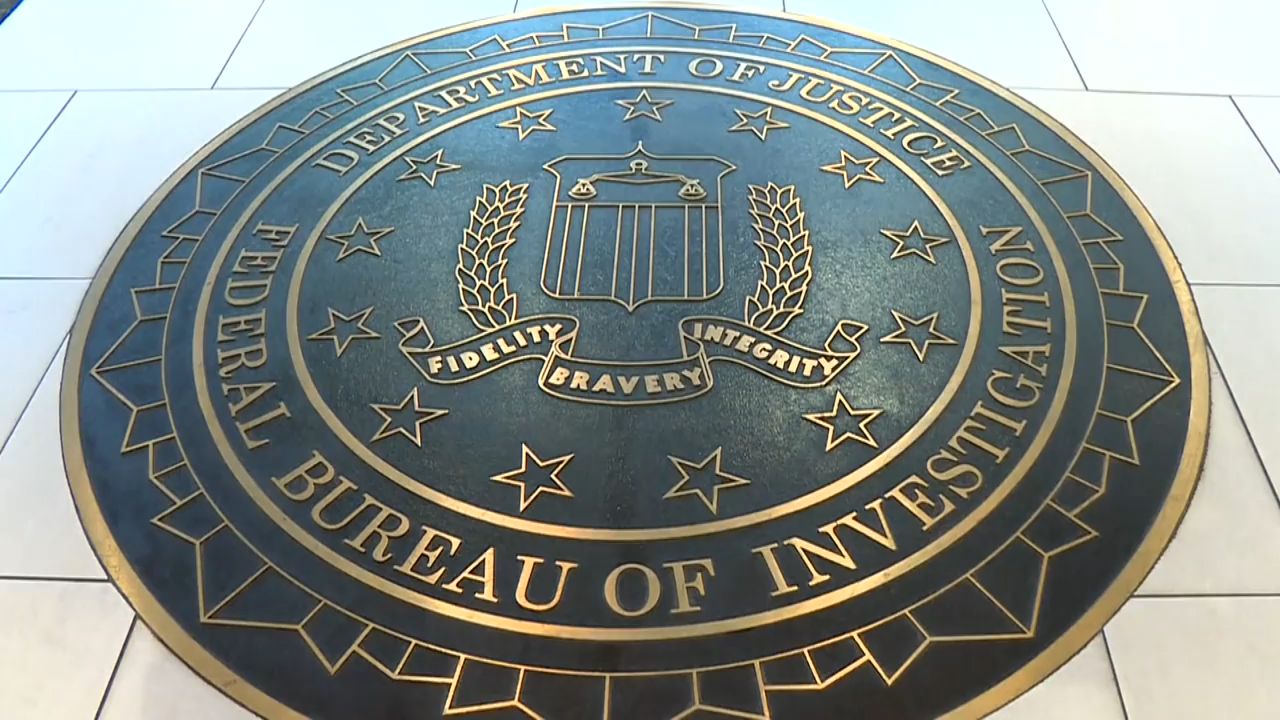 DEPARTMENT OF JUSTICE
FIDELITY
BRAVERY
INTEGRITY
FEDERAL BUREAU OF INVESTIGATION